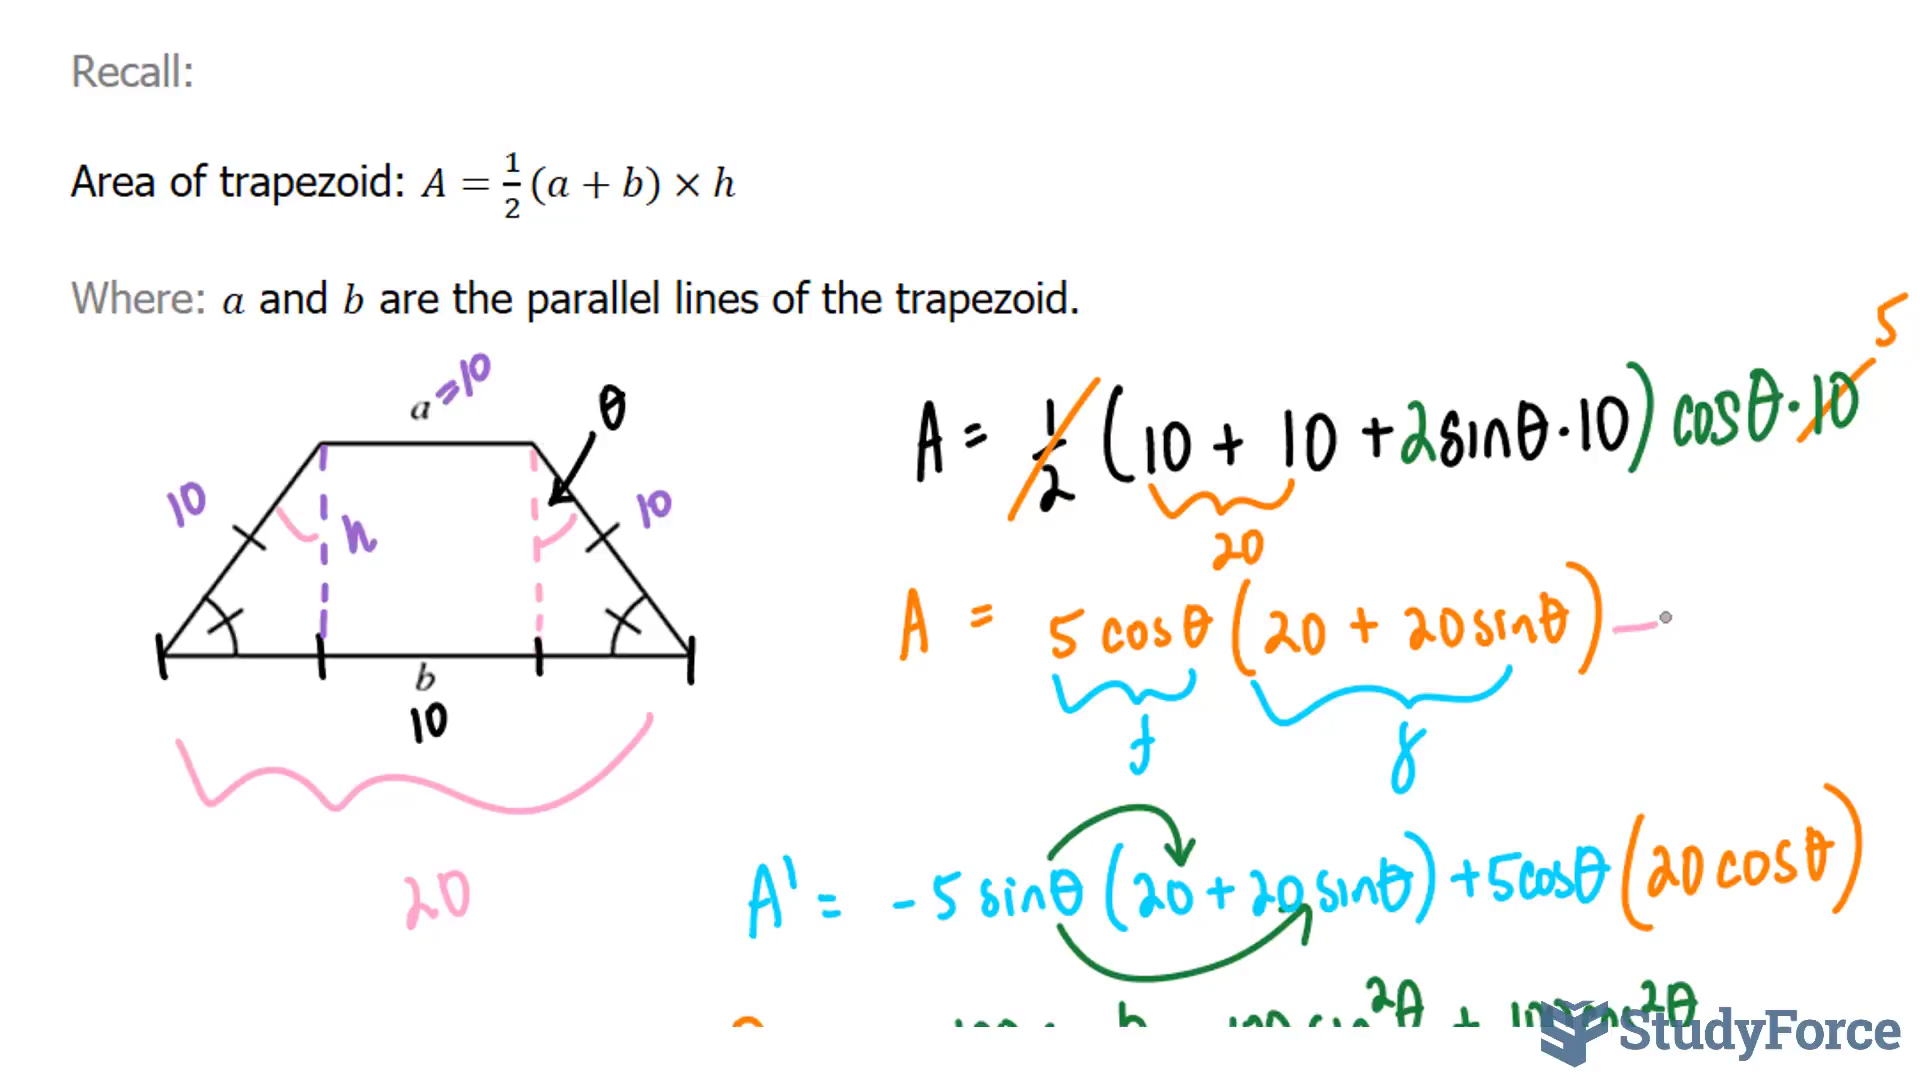 Recall:
Area of trapezoid: A = 1/2 (a + b) × h
Where: a and b are the parallel lines of the trapezoid.
a = 10
θ
10
h
10
b
10
20
A = 1/2 (10 + 10 + 2sinθ·10) cosθ·10 5
20
A = 5 cosθ (20 + 20 sinθ) —
f
g
A' = - 5 sinθ (20 + 20 sinθ) + 5cosθ (20 cosθ)
StudyForce